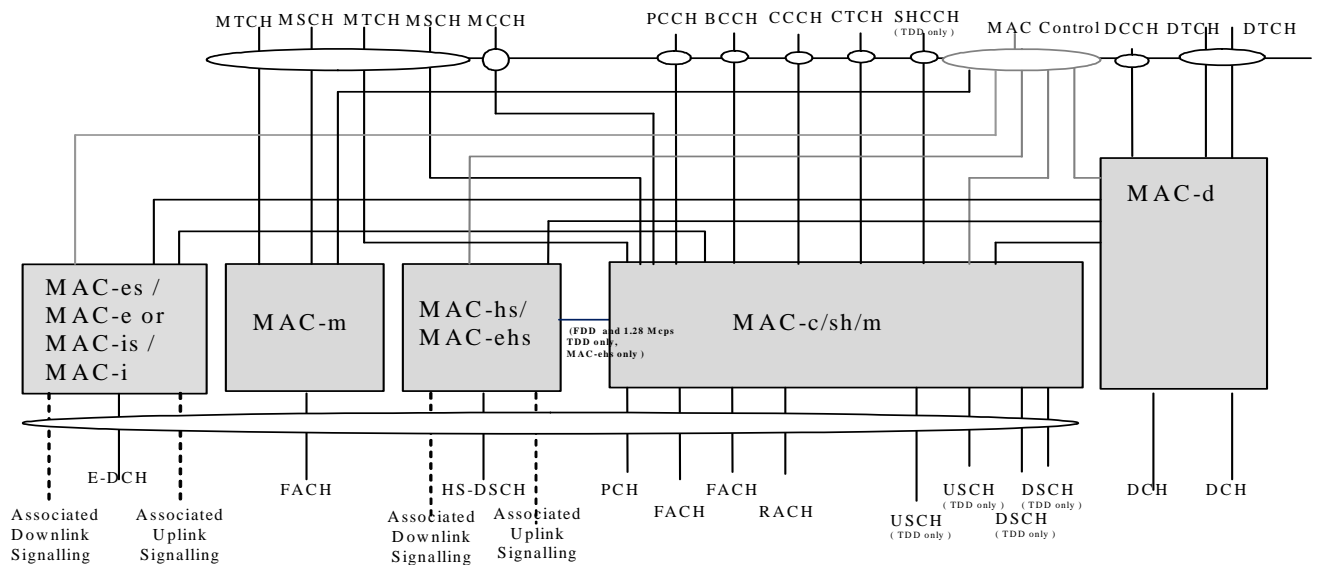 MTCH MSCH MTCH MSCH MCCH PCCH BCCH CCCH CTCH SHCCH MAC Control DCCH DTCH DTCH
( TDD only )
MAC-d
MAC-es /
MAC-e or
MAC-is /
MAC-i
MAC-m
MAC-hs/
MAC-ehs
(FDD and 1.28 Mcps
TDD only,
MAC-ehs only )
MAC-c/sh/m
E-DCH
Associated
Downlink
Signalling
Associated
Uplink
Signalling
FACH
HS-DSCH
Associated
Downlink
Signalling
Associated
Uplink
Signalling
PCH
FACH
FACH
RACH
USCH
( TDD only )
USCH
( TDD only )
DSCH
( TDD only )
DSCH
( TDD only )
DCH
DCH